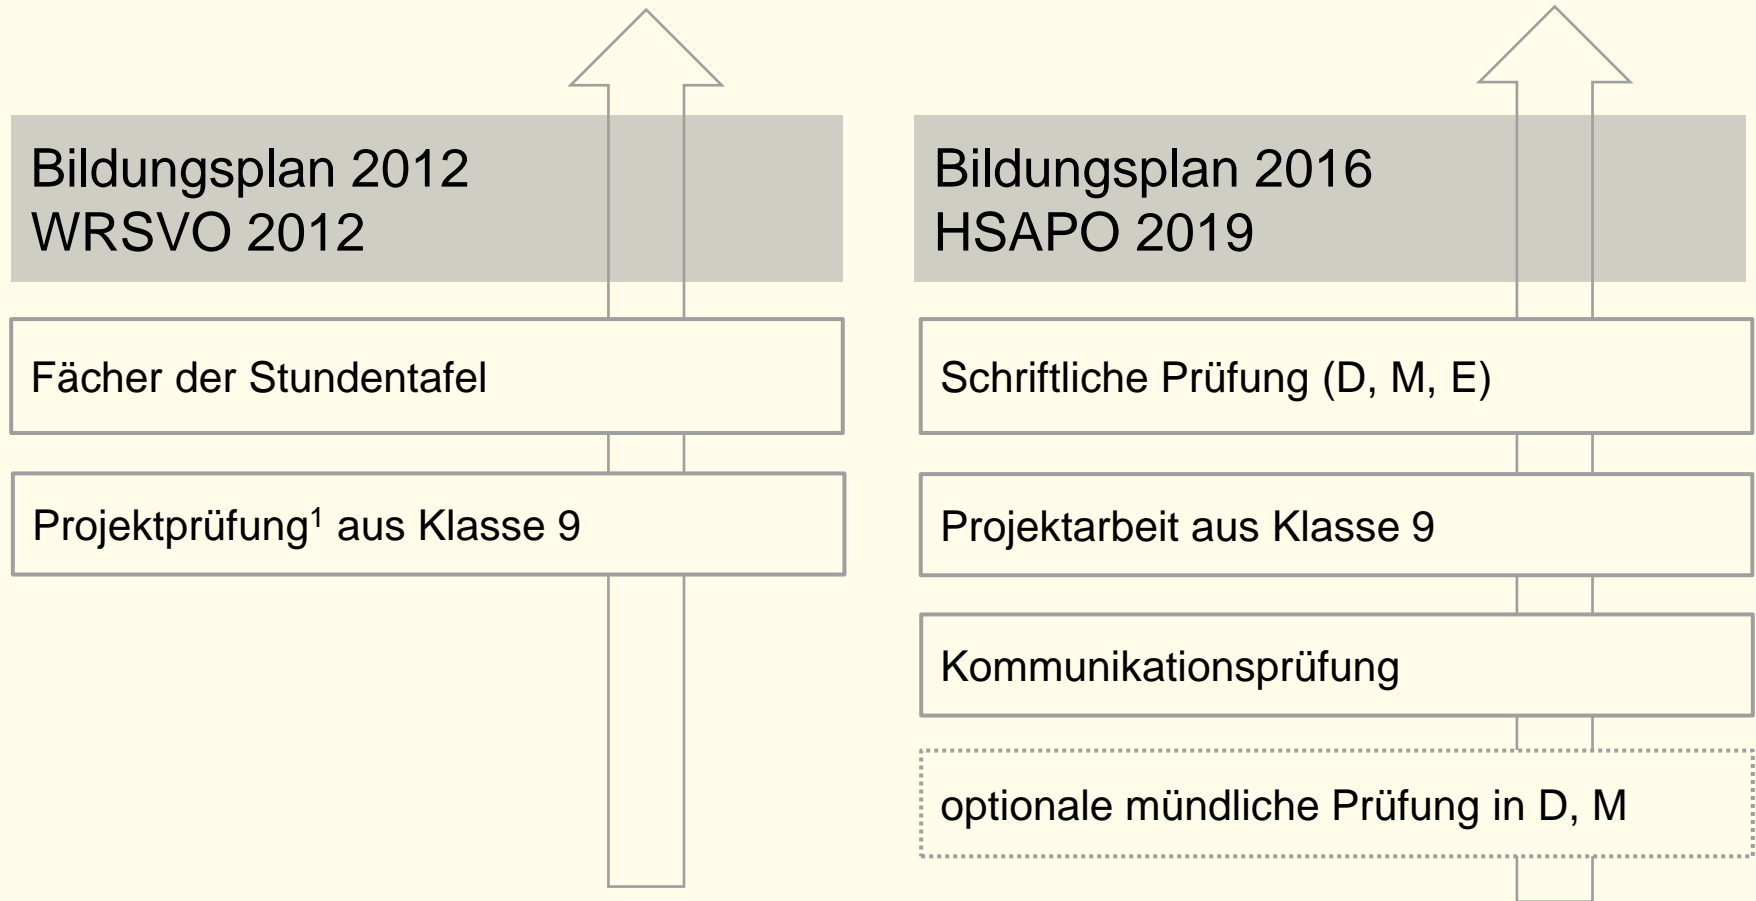 Bildungsplan 2012
WRSVO 2012
Fächer der Stundentafel
Projektprüfung¹ aus Klasse 9
Bildungsplan 2016
HSAPO 2019
Schriftliche Prüfung (D, M, E)
Projektarbeit aus Klasse 9
Kommunikationsprüfung
optionale mündliche Prüfung in D, M